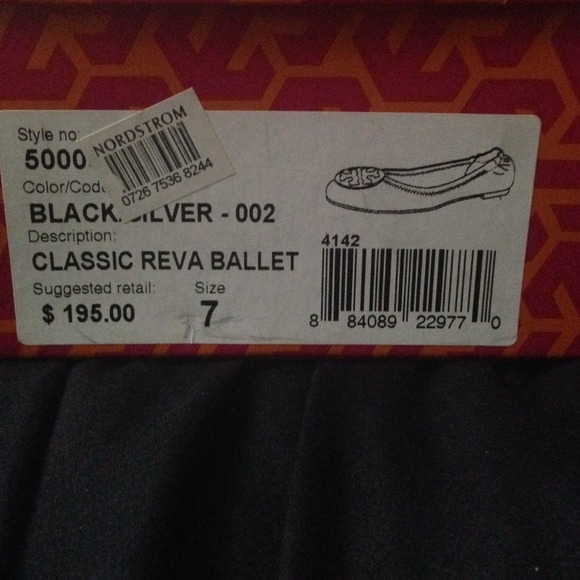 Style no
5000
NORDSTROM
0726 7536 8244
Color/Cod
BLACK/SILVER - 002
Description:
CLASSIC REVA BALLET
Suggested retail: Size
$ 195.00 7
4142
8 84089 22977 0